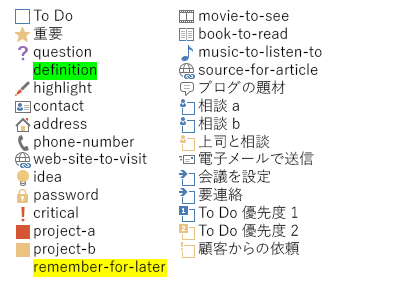 To Do
重要
question
definition
highlight
contact
address
phone-number
web-site-to-visit
idea
password
critical
project-a
project-b
remember-for-later
movie-to-see
book-to-read
music-to-listen-to
source-for-article
ブログの題材
相談 a
相談 b
上司と相談
電子メールで送信
会議を設定
要連絡
To Do 優先度 1
To Do 優先度 2
顧客からの依頼